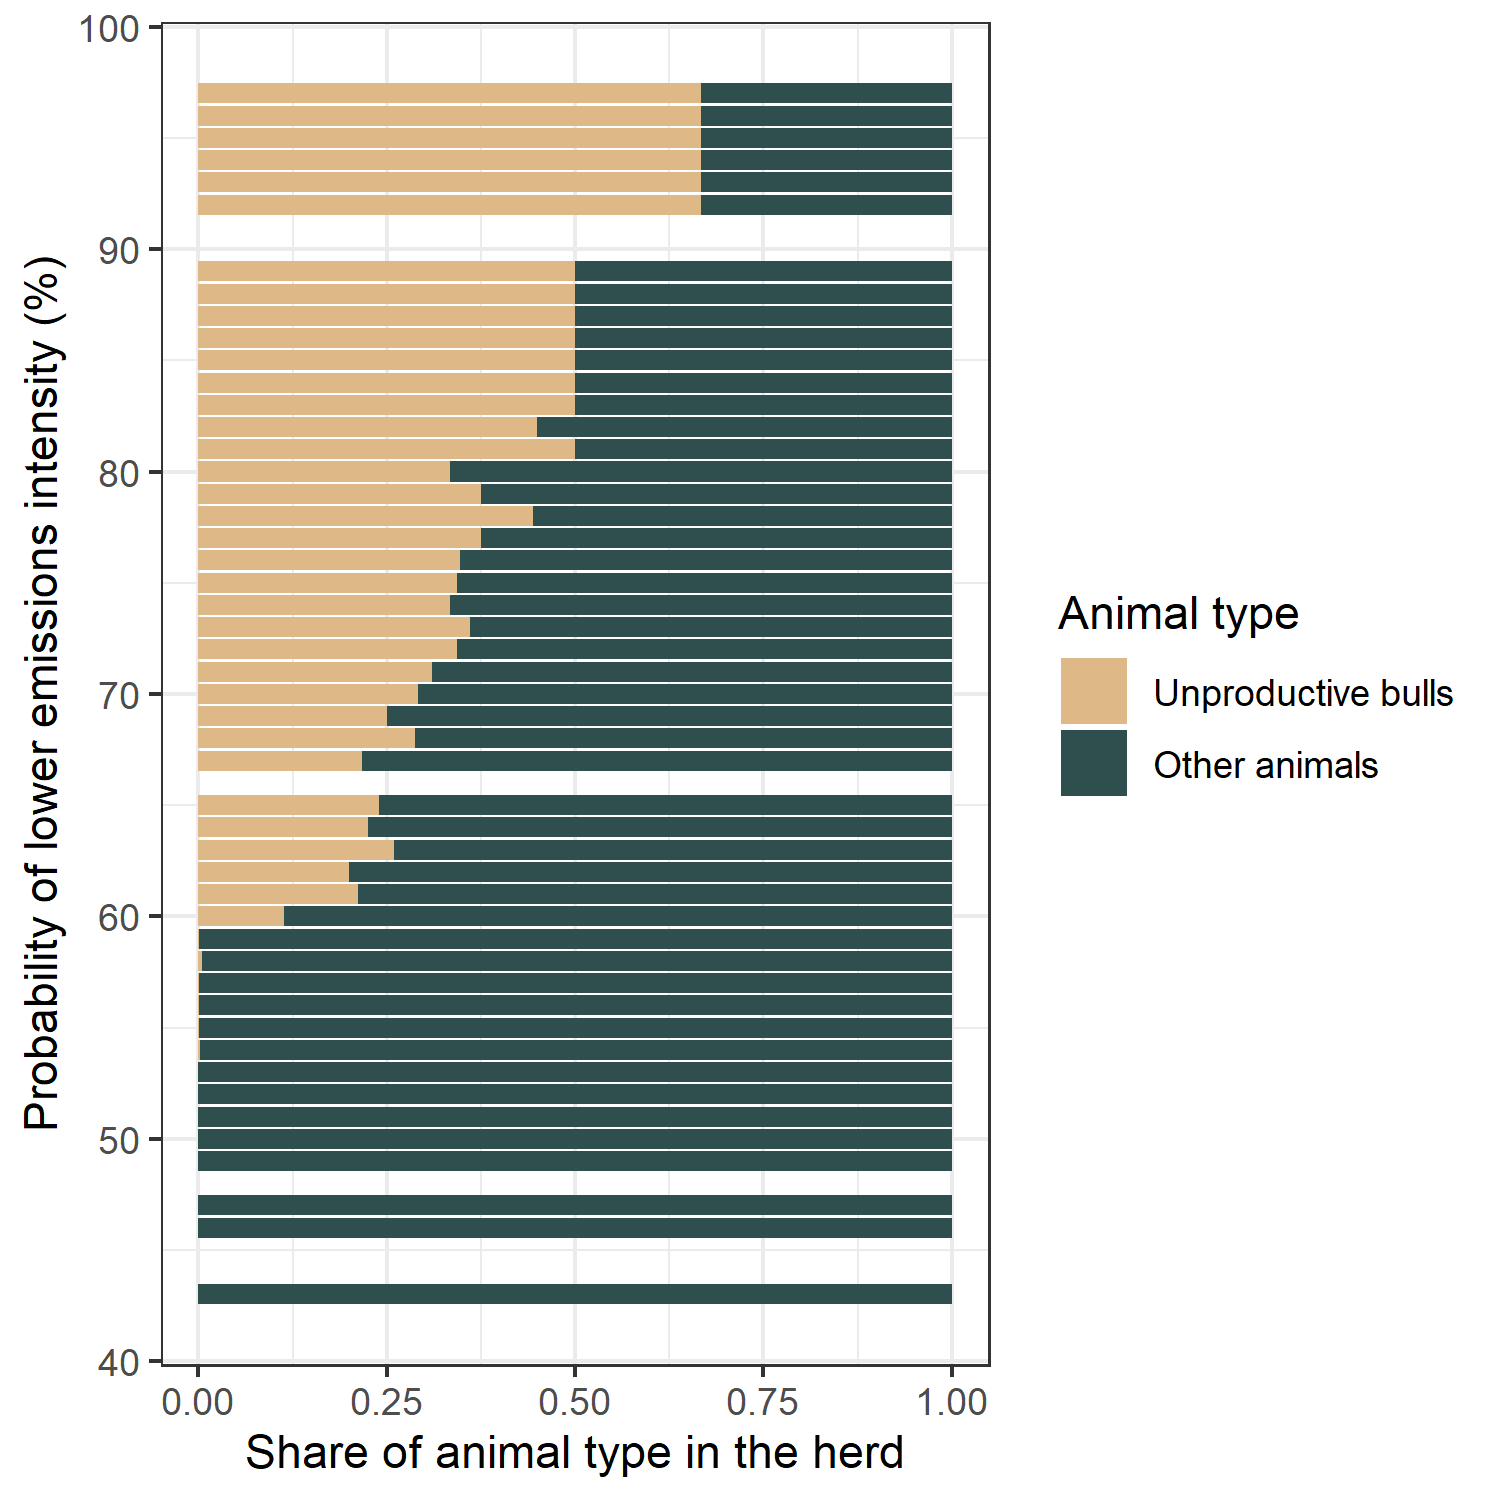 100
90
80
70
60
50
40
Probability of lower emissions intensity (%)
0.00 0.25 0.50 0.75 1.00
Share of animal type in the herd
Animal type
Unproductive bulls
Other animals